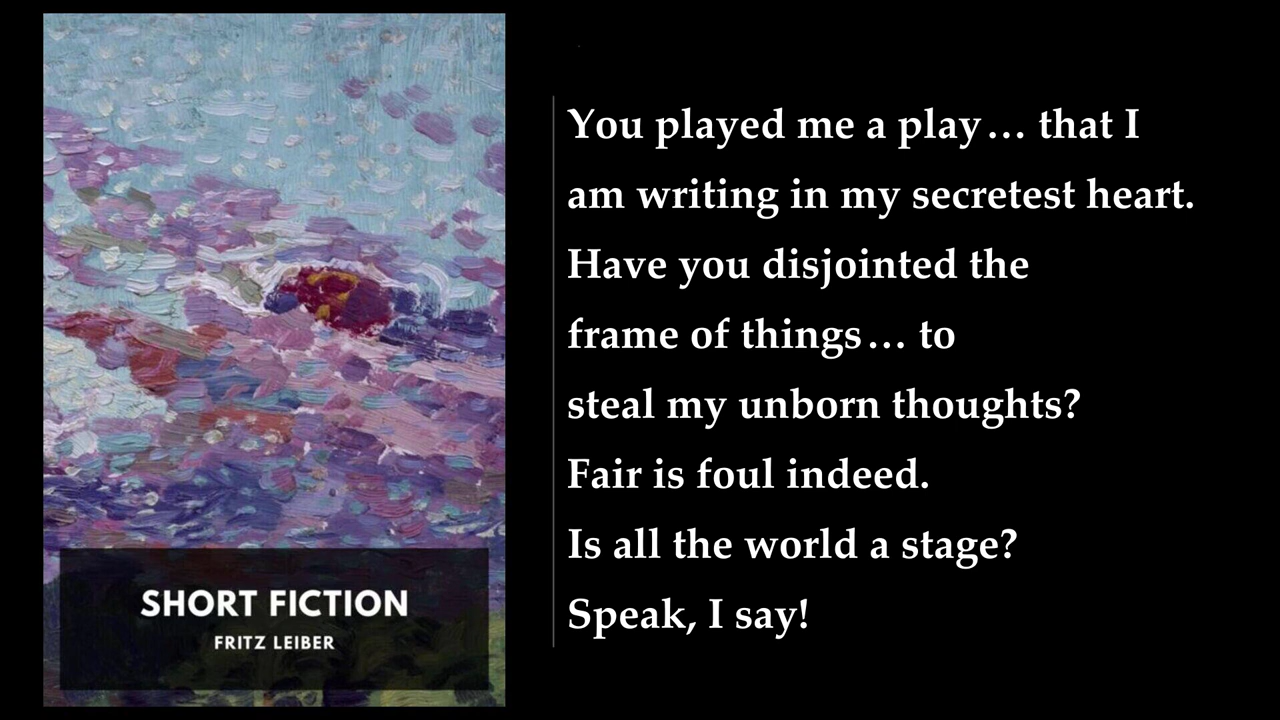 You played me a play… that I
am writing in my secretest heart.
Have you disjointed the
frame of things… to
steal my unborn thoughts?
Fair is foul indeed.
Is all the world a stage?
Speak, I say!
SHORT FICTION
FRITZ LEIBER